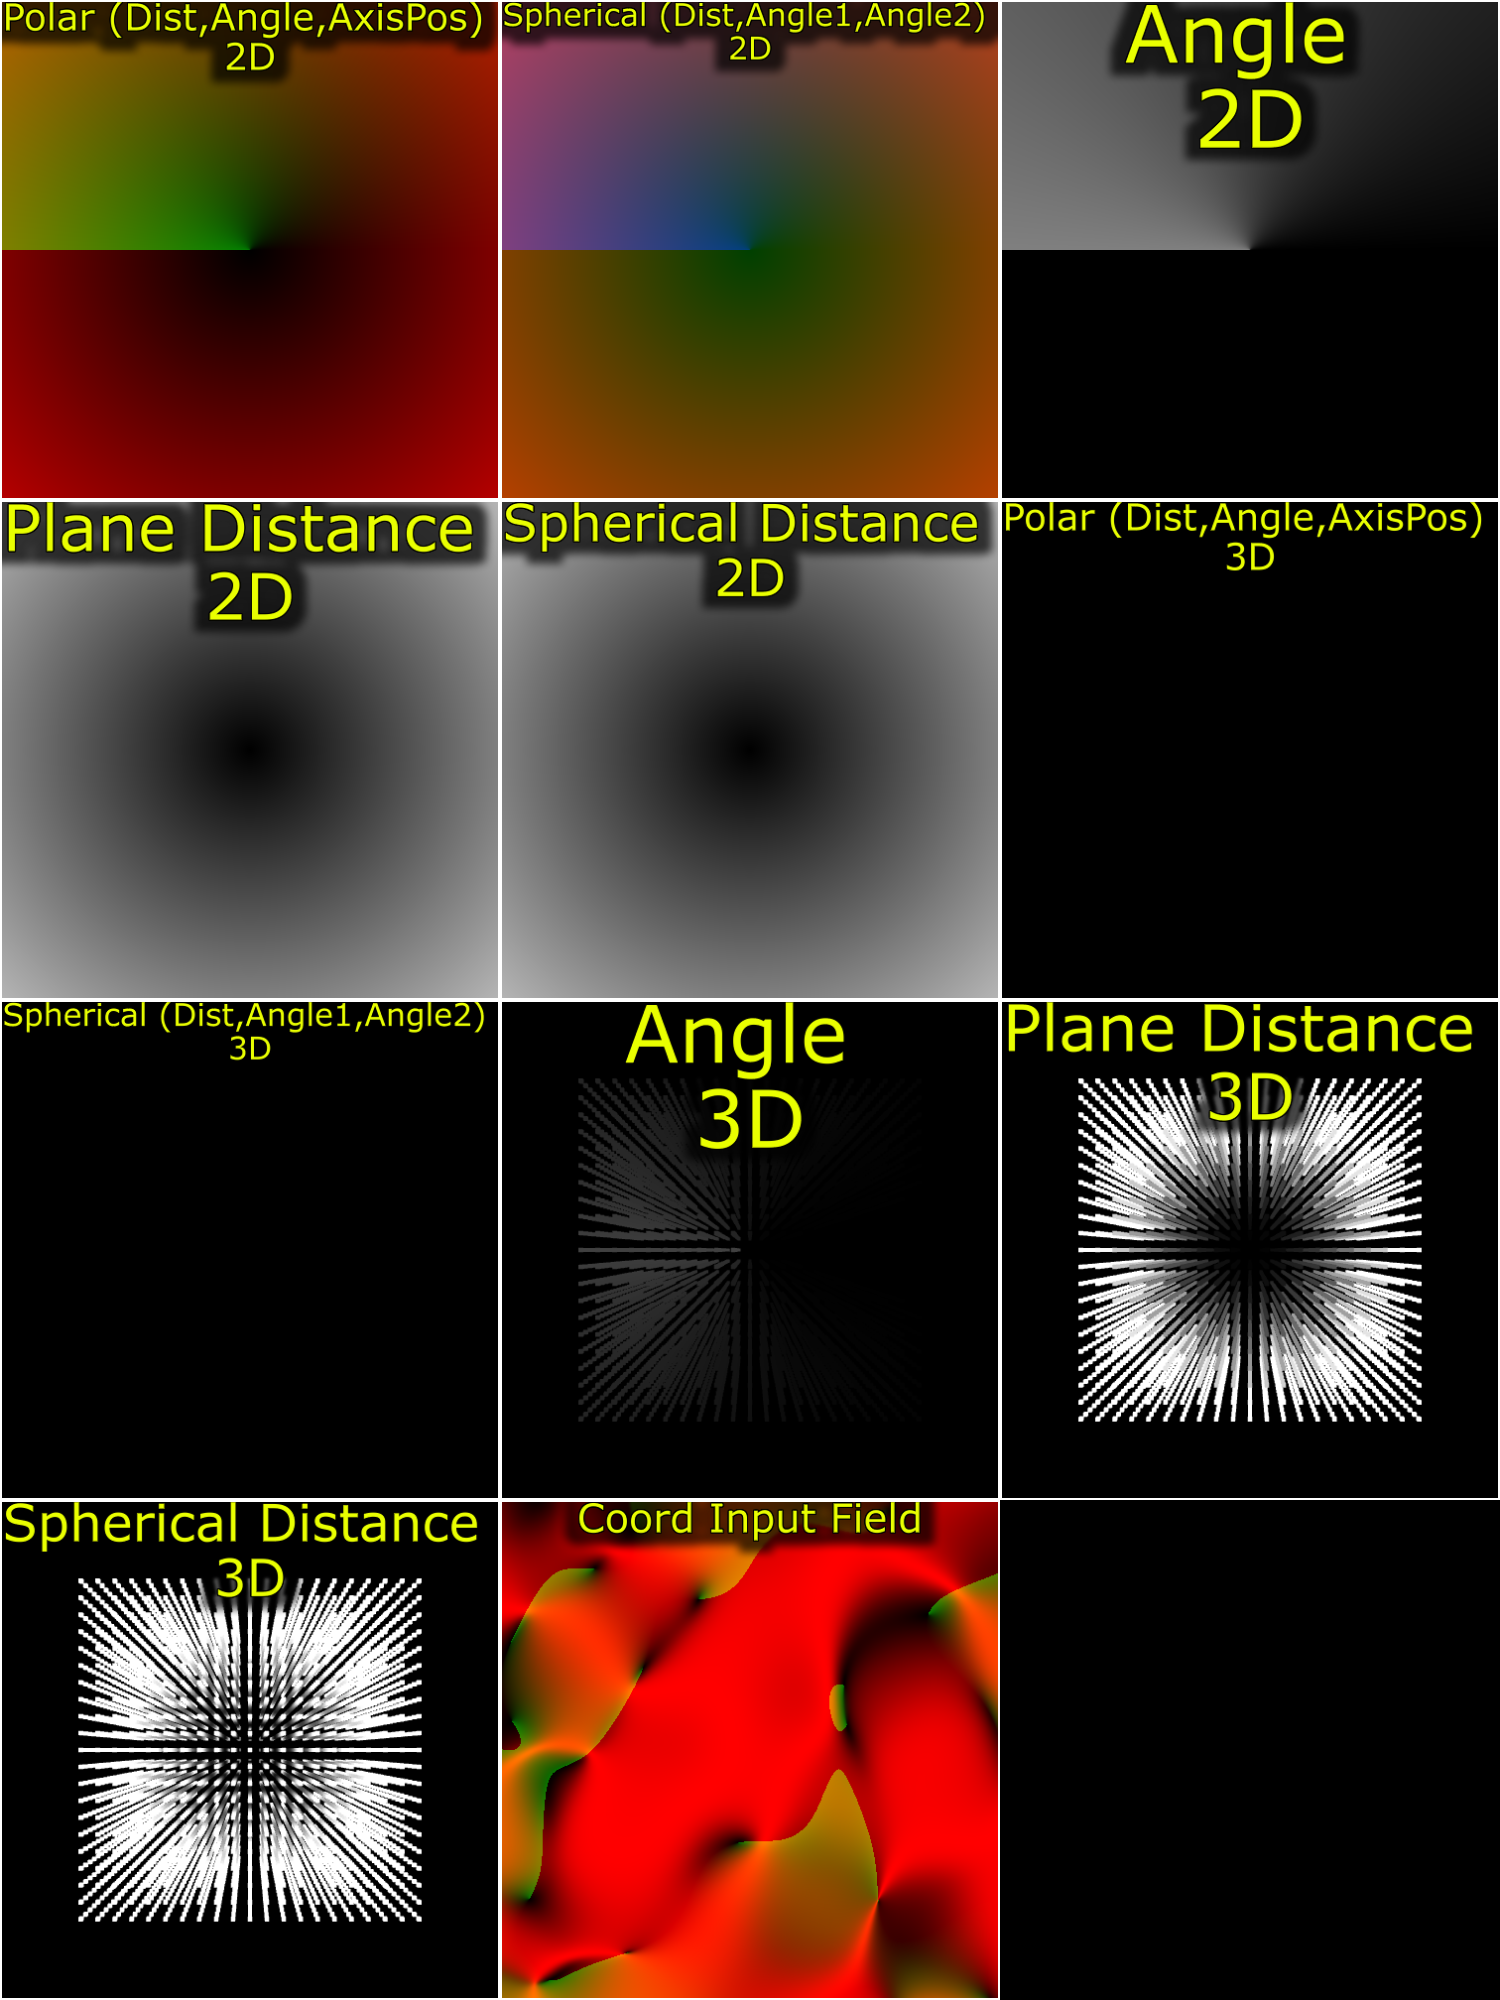 Polar (Dist,Angle,AxisPos)
2D
Spherical (Dist,Angle1,Angle2)
2D
Angle
2D
Plane Distance
2D
Spherical Distance
2D
Polar (Dist,Angle,AxisPos)
3D
Spherical (Dist,Angle1,Angle2)
3D
Angle
3D
Plane Distance
3D
Spherical Distance
3D
Coord Input Field